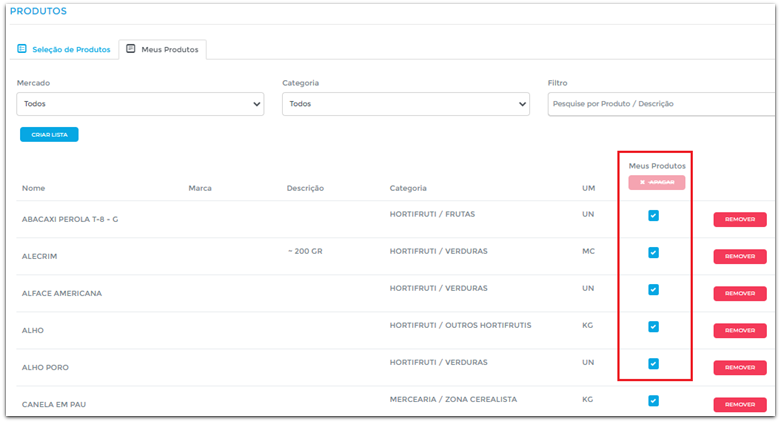 PRODUTOS
Seleção de Produtos Meus Produtos
Mercado Categoria Filtro
Todos Todos Pesquise por Produto / Descrição
CRIAR LISTA
Meus Produtos
× APAGAR
Nome Marca Descrição Categoria UM
ABACAXI PEROLA T-8 - G HORTIFRUTI / FRUTAS UN REMOVER
ALECRIM ~ 200 GR HORTIFRUTI / VERDURAS MC REMOVER
ALFACE AMERICANA HORTIFRUTI / VERDURAS UN REMOVER
ALHO HORTIFRUTI / OUTROS HORTIFRUTIS KG REMOVER
ALHO PORO HORTIFRUTI / VERDURAS UN REMOVER
CANELA EM PAU MERCEARIA / ZONA CEREALISTA KG REMOVER